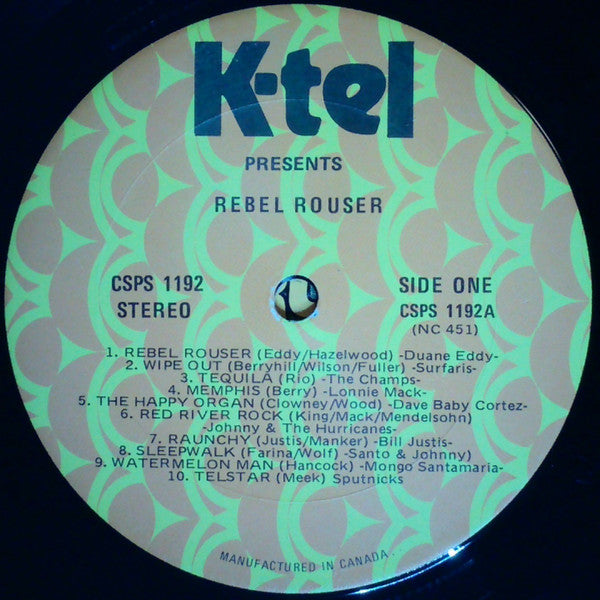 K-tel
PRESENTS
REBEL ROUSER
CSPS 1192
STEREO
SIDE ONE
CSPS 1192A
(NC 451)
1. REBEL ROUSER (Eddy/Hazelwood) -Duane Eddy-
2. WIPE OUT (Berryhill/Wilson/Fuller) -Surfaris-
3. TEQUILA (Rio) -The Champs-
4. MEMPHIS (Berry) -Lonnie Mack-
5. THE HAPPY ORGAN (Clowney/Wood) -Dave Baby Cortez-
6. RED RIVER ROCK (King/Mack/Mendelsohn)
-Johnny & The Hurricanes-
7. RAUNCHY (Justis/Manker) -Bill Justis-
8. SLEEPWALK (Farina/Wolf) -Santo & Johnny)
9. WATERMELON MAN (Hancock) -Mongo Santamaria-
10. TELSTAR (Meek) Sputnicks
MANUFACTURED IN CANADA.